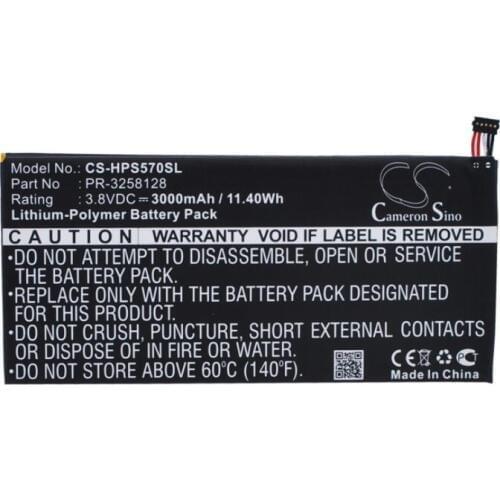 Model No.: CS-HPS570SL
Part No : PR-3258128
Rating : 3.8VDC⎓ 3000mAh / 11.40Wh
Lithium-Polymer Battery Pack
CS
Cameron Sino
CAUTION VOID IF LABEL IS REMOVED
•DO NOT ATTEMPT TO DISASSEMBLE, OPEN OR SERVICE
THE BATTERY PACK.
•REPLACE ONLY WITH THE BATTERY DESIGNATED FOR
THIS PRODUCT.
•DO NOT CRUSH, PUNCTURE, SHORT EXTERNAL CONTACTS
OR DISPOSE OF IN FIRE OR WATER.
•DO NOT STORE ABOVE 60°C (140°F)
CE FC
Made In China